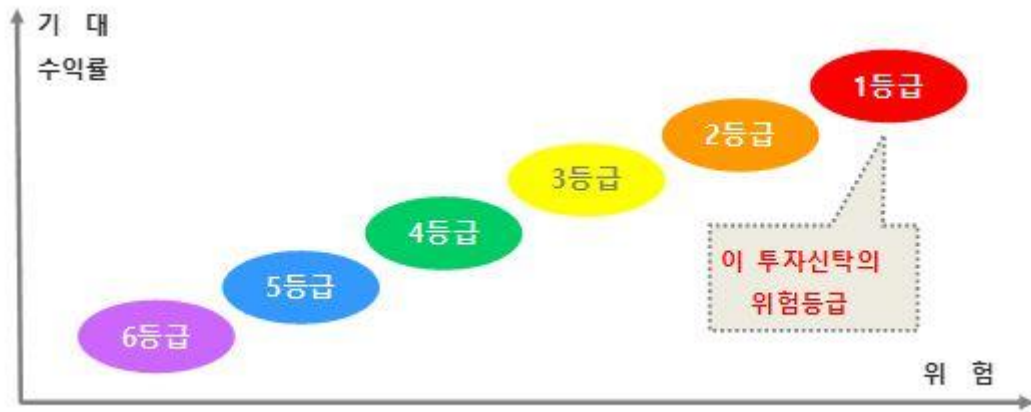 기 대
수익률
1등급
2등급
3등급
4등급
5등급
6등급
이 투자신탁의
위험등급
위 험